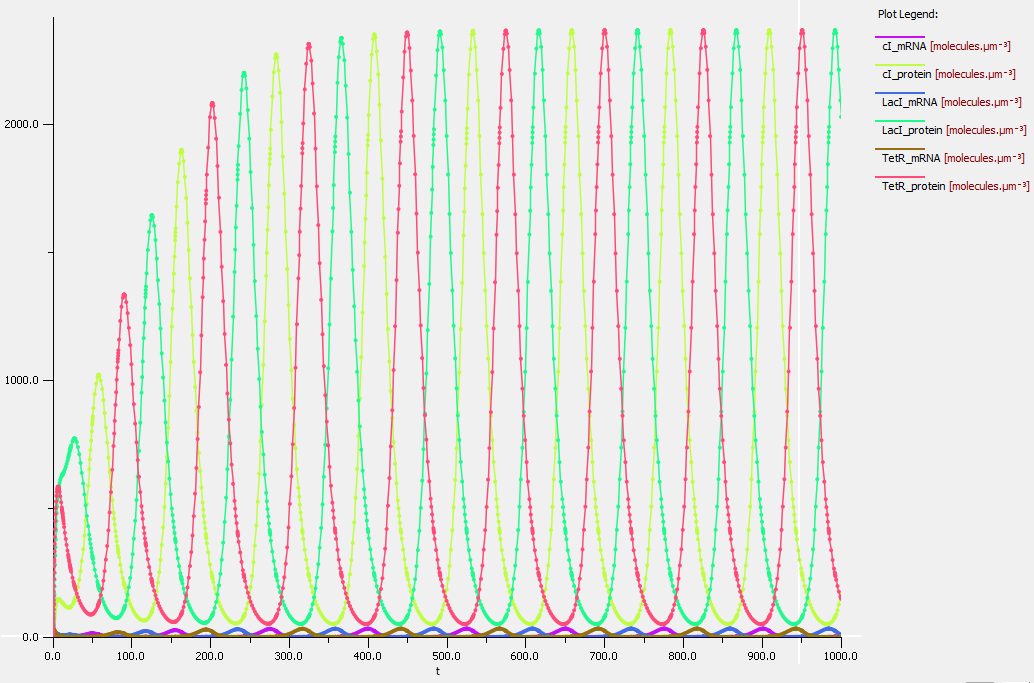 Plot Legend:
cI_mRNA [molecules.µm⁻³]
cI_protein [molecules.µm⁻³]
LacI_mRNA [molecules.µm⁻³]
LacI_protein [molecules.µm⁻³]
TetR_mRNA [molecules.µm⁻³]
TetR_protein [molecules.µm⁻³]
2000.0
1000.0
0.0
0.0 100.0 200.0 300.0 400.0 500.0 600.0 700.0 800.0 900.0 1000.0
t